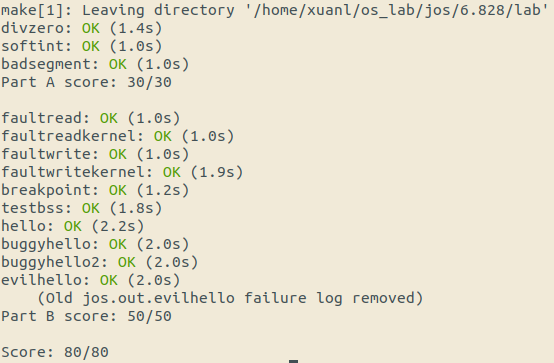 make[1]: Leaving directory '/home/xuanl/os_lab/jos/6.828/lab'
divzero: OK (1.4s)
softint: OK (1.0s)
badsegment: OK (1.0s)
Part A score: 30/30
faultread: OK (1.0s)
faultreadkernel: OK (1.0s)
faultwrite: OK (1.0s)
faultwritekernel: OK (1.9s)
breakpoint: OK (1.2s)
testbss: OK (1.8s)
hello: OK (2.2s)
buggyhello: OK (2.0s)
buggyhello2: OK (2.0s)
evilhello: OK (2.0s)
(Old jos.out.evilhello failure log removed)
Part B score: 50/50
Score: 80/80